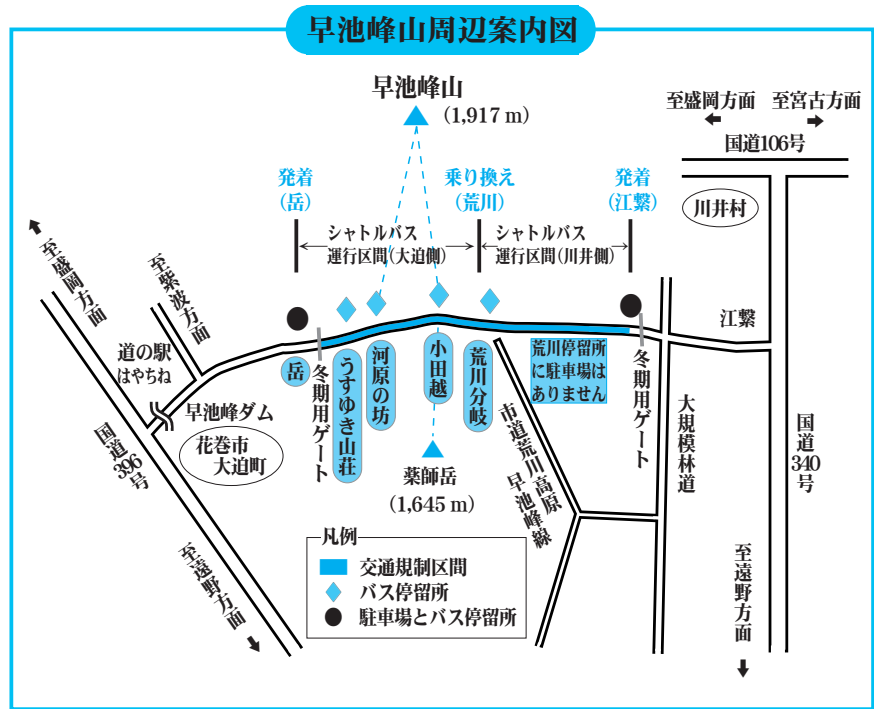 早池峰山周辺案内図
早池峰山
(1,917 m)
至盛岡方面
至宮古方面
国道106号
川井村
発着
(岳)
乗り換え
(荒川)
発着
(江繋)
シャトルバス
運行区間(大迫側)
シャトルバス
運行区間(川井側)
至盛岡方面
至紫波方面
道の駅
はやちね
早池峰ダム
花巻市
大迫町
国道396号
至遠野方面
岳
冬期用ゲート
うすゆき山荘
河原の坊
小田越
荒川分岐
荒川停留所
に駐車場は
ありません
冬期用ゲート
江繋
大規模林道
国道340号
至遠野方面
市道荒川高原
早池峰線
薬師岳
(1,645 m)
凡例
交通規制区間
バス停留所
駐車場とバス停留所